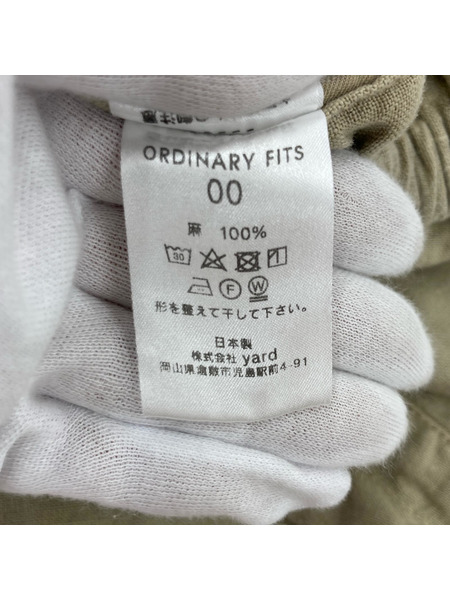 ORDINARY FITS
00
麻 100%
30
F W
形を整えて干して下さい。
日本製
株式会社 yard
岡山県倉敷市児島駅前4-91